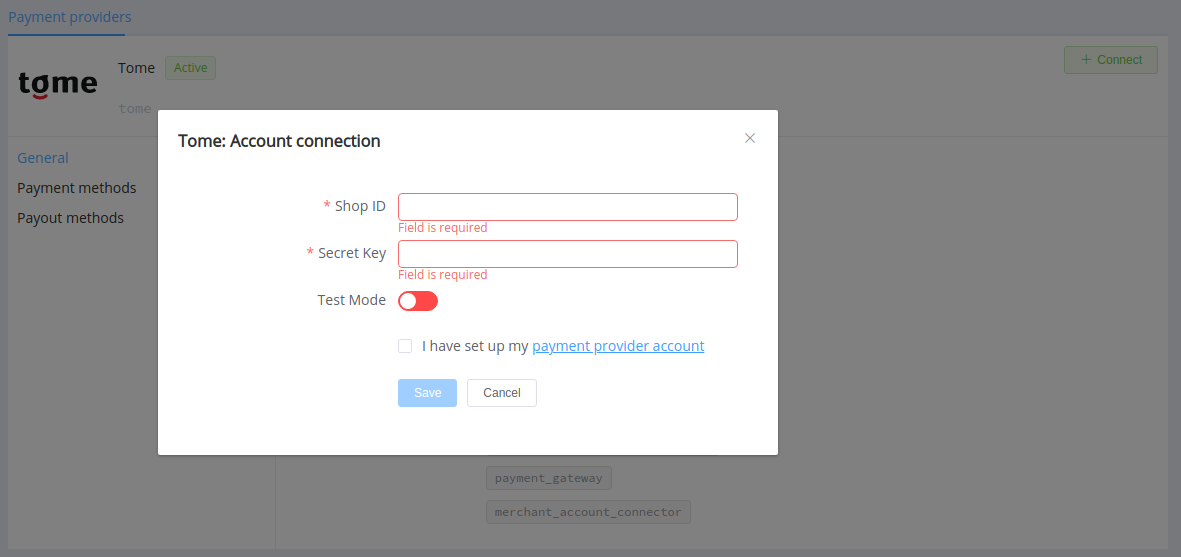 Payment providers
tome
Tome
Active
+ Connect
tome
General
Payment methods
Payout methods
Tome: Account connection
* Shop ID
Field is required
* Secret Key
Field is required
Test Mode
I have set up my payment provider account
Save
Cancel
payment_gateway
merchant_account_connector